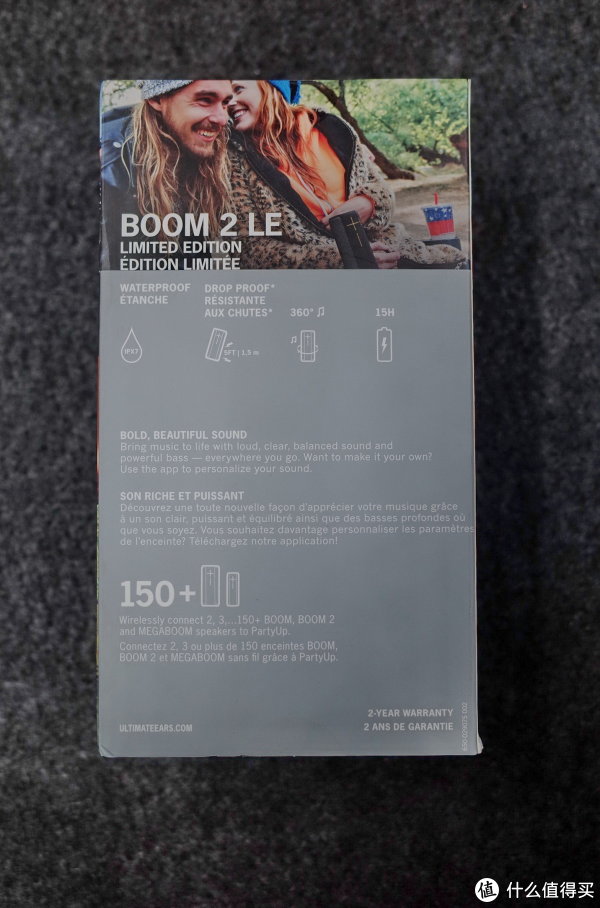 BOOM 2 LE
LIMITED EDITION
ÉDITION LIMITÉE
WATERPROOF
ÉTANCHE
DROP PROOF*
RÉSISTANTE
AUX CHUTES*
360°
15H
IPX7
5FT | 1,5 m
BOLD, BEAUTIFUL SOUND
Bring music to life with loud, clear, balanced sound and
powerful bass — everywhere you go. Want to make it your own?
Use the app to personalize your sound.
SON RICHE ET PUISSANT
Découvrez une toute nouvelle façon d'apprécier votre musique grâce
à un son clair, puissant et équilibré ainsi que des basses profondes où
que vous soyez. Vous souhaitez davantage personnaliser les paramètres
de l'enceinte? Téléchargez notre application!
150+
Wirelessly connect 2, 3,...150+ BOOM, BOOM 2
and MEGABOOM speakers to PartyUp.
Connectez 2, 3 ou plus de 150 enceintes BOOM,
BOOM 2 et MEGABOOM sans fil grâce à PartyUp.
2-YEAR WARRANTY
2 ANS DE GARANTIE
ULTIMATEEARS.COM
值 什么值得买